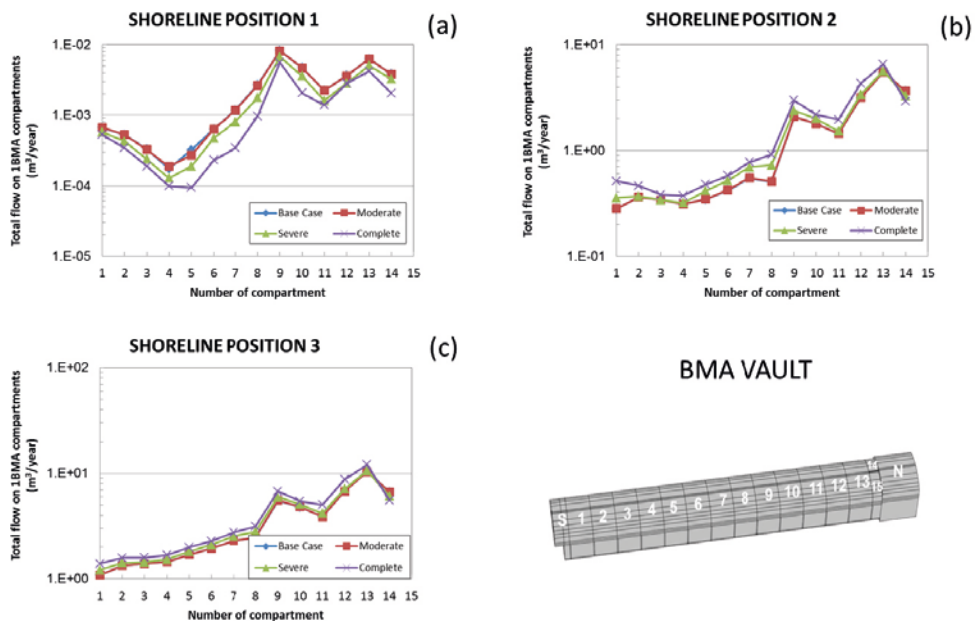 SHORELINE POSITION 1
(a)
Total flow on 1BMA compartments
(m³/year)
1.E-02
1.E-03
1.E-04
1.E-05
Base Case
Moderate
Severe
Complete
1 2 3 4 5 6 7 8 9 10 11 12 13 14 15
Number of compartment
SHORELINE POSITION 2
(b)
Total flow on 1BMA compartments
(m³/year)
1.E+01
1.E+00
1.E-01
Base Case
Moderate
Severe
Complete
1 2 3 4 5 6 7 8 9 10 11 12 13 14 15
Number of compartment
SHORELINE POSITION 3
(c)
Total flow on 1BMA compartments
(m³/year)
1.E+02
1.E+01
1.E+00
Base Case
Moderate
Severe
Complete
1 2 3 4 5 6 7 8 9 10 11 12 13 14 15
Number of compartment
BMA VAULT
S 1 2 3 4 5 6 7 8 9 10 11 12 13 N